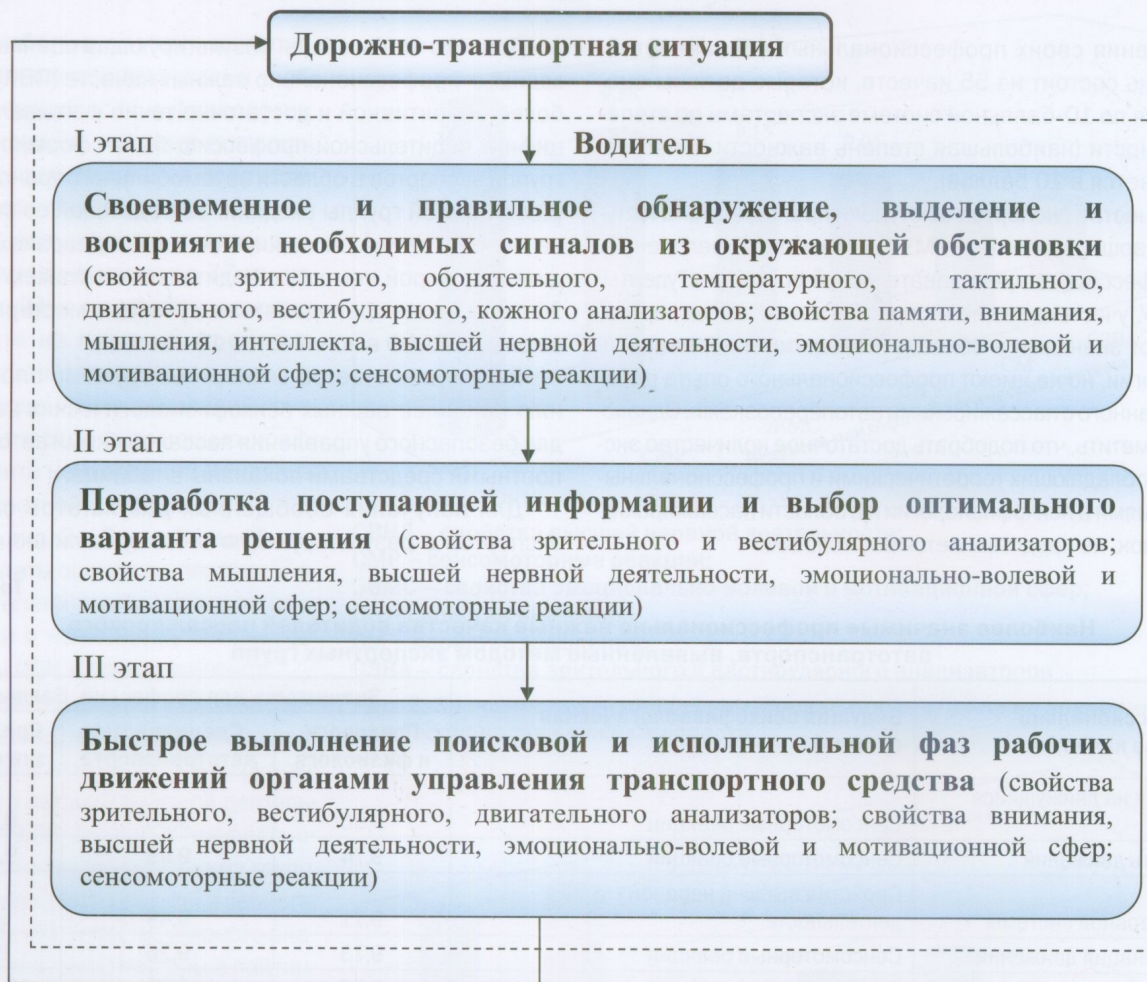 Дорожно-транспортная ситуация
I этап
Водитель
Своевременное и правильное обнаружение, выделение и
восприятие необходимых сигналов из окружающей обстановки
(свойства зрительного, обонятельного, температурного, тактильного,
двигательного, вестибулярного, кожного анализаторов; свойства памяти, внимания,
мышления, интеллекта, высшей нервной деятельности, эмоционально-волевой и
мотивационной сфер; сенсомоторные реакции)
II этап
Переработка поступающей информации и выбор оптимального
варианта решения (свойства зрительного и вестибулярного анализаторов;
свойства мышления, высшей нервной деятельности, эмоционально-волевой и
мотивационной сфер; сенсомоторные реакции)
III этап
Быстрое выполнение поисковой и исполнительной фаз рабочих
движений органами управления транспортного средства (свойства
зрительного, вестибулярного, двигательного анализаторов; свойства внимания,
высшей нервной деятельности, эмоционально-волевой и мотивационной сфер;
сенсомоторные реакции)